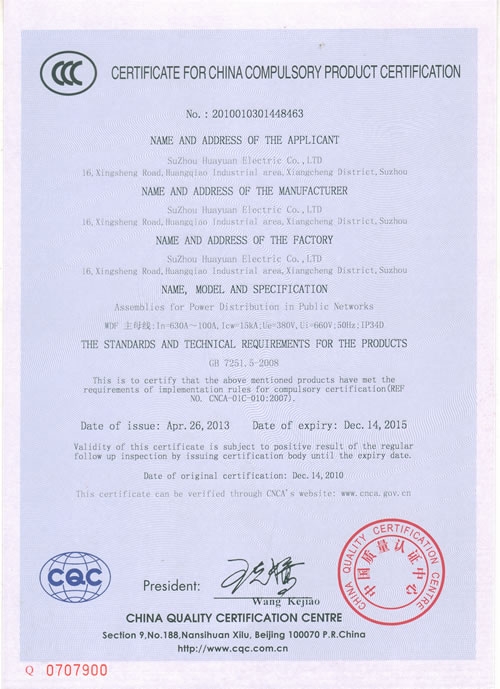 CCC
CERTIFICATE FOR CHINA COMPULSORY PRODUCT CERTIFICATION
No.: 2010010301448463
NAME AND ADDRESS OF THE APPLICANT
SuZhou Huayuan Electric Co.,LTD
16, Xingsheng Road, Huangqiao Industrial area, Xiangcheng District, Suzhou
NAME AND ADDRESS OF THE MANUFACTURER
SuZhou Huayuan Electric Co.,LTD
16, Xingsheng Road, Huangqiao Industrial area, Xiangcheng District, Suzhou
NAME AND ADDRESS OF THE FACTORY
SuZhou Huayuan Electric Co.,LTD
16, Xingsheng Road, Huangqiao Industrial area, Xiangcheng District, Suzhou
NAME, MODEL AND SPECIFICATION
Assemblies for Power Distribution in Public Networks
WDF 主母线:In=630A~100A,Icw=15kA;Ue=380V,Ui=660V;50Hz;IP34D
THE STANDARDS AND TECHNICAL REQUIREMENTS FOR THE PRODUCTS
GB 7251.5-2008
This is to certify that the above mentioned products have met the
requirements of implementation rules for compulsory certification(REF
NO. CNCA-01C-010:2007).
Date of issue: Apr.26,2013 Date of expiry: Dec.14,2015
Validity of this certificate is subject to positive result of the regular
follow up inspection by issuing certification body until the expiry date.
Date of original certification: Dec.14,2010
This certificate can be verified through CNCA's website: www.cnca.gov.cn
CQC
President:
Wang Kejiao
CHINA QUALITY CERTIFICATION CENTRE
中国质量认证中心
CHINA QUALITY CERTIFICATION CENTRE
Section 9,No.188,Nansihuan Xilu, Beijing 100070 P.R.China
http://www.cqc.com.cn
Q 0707900